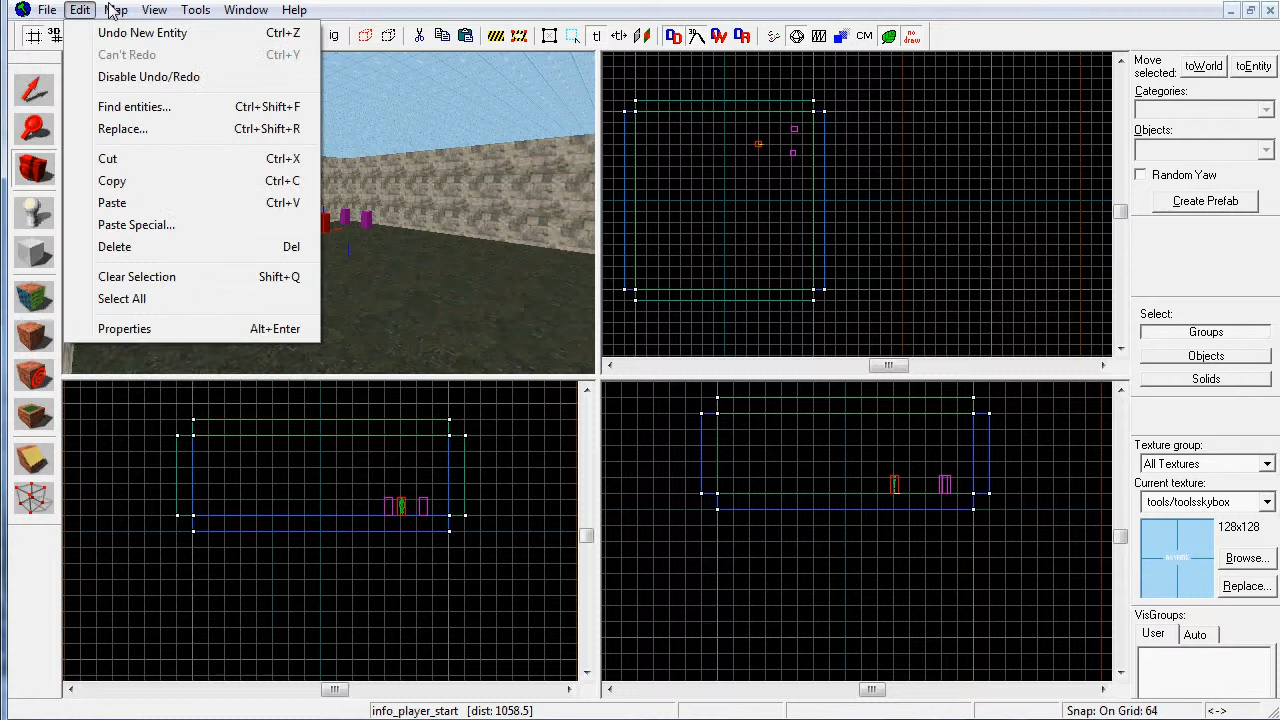 File Edit Map View Tools Window Help
Undo New Entity Ctrl+Z
Can't Redo Ctrl+Y
Disable Undo/Redo
Find entities... Ctrl+Shift+F
Replace... Ctrl+Shift+R
Cut Ctrl+X
Copy Ctrl+C
Paste Ctrl+V
Paste Special...
Delete Del
Clear Selection Shift+Q
Select All
Properties Alt+Enter
3D
tl
CM
no draw
Move selected:
toWorld toEntity
Categories:
Objects:
Random Yaw
Create Prefab
Select:
Groups
Objects
Solids
Texture group:
All Textures
Current texture:
tools/toolsskybox
128x128
Browse...
Replace...
VisGroups:
User Auto
info_player_start [dist: 1058.5]
Snap: On Grid: 64 <->